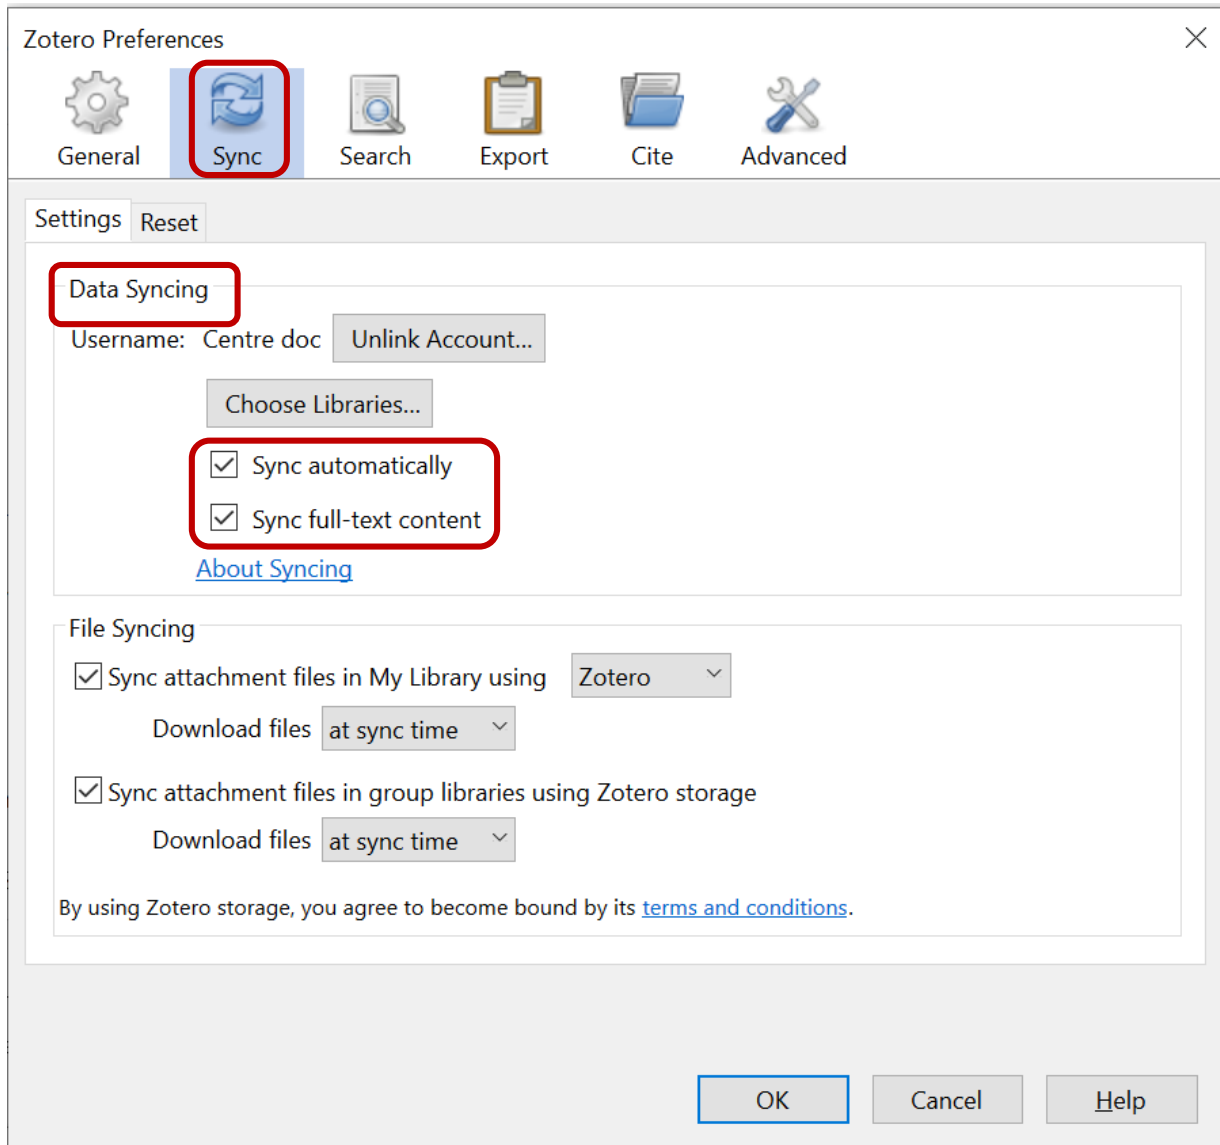 Zotero Preferences
General Sync Search Export Cite Advanced
Settings Reset
Data Syncing
Username: Centre doc Unlink Account...
Choose Libraries...
Sync automatically
Sync full-text content
About Syncing
File Syncing
Sync attachment files in My Library using Zotero
Download files at sync time
Sync attachment files in group libraries using Zotero storage
Download files at sync time
By using Zotero storage, you agree to become bound by its terms and conditions.
OK Cancel Help